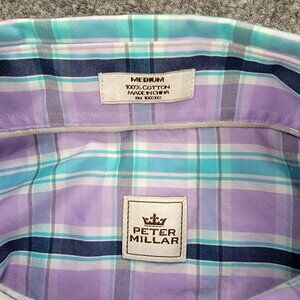 MEDIUM
100% COTTON
MADE IN CHINA
PETER
MILLAR